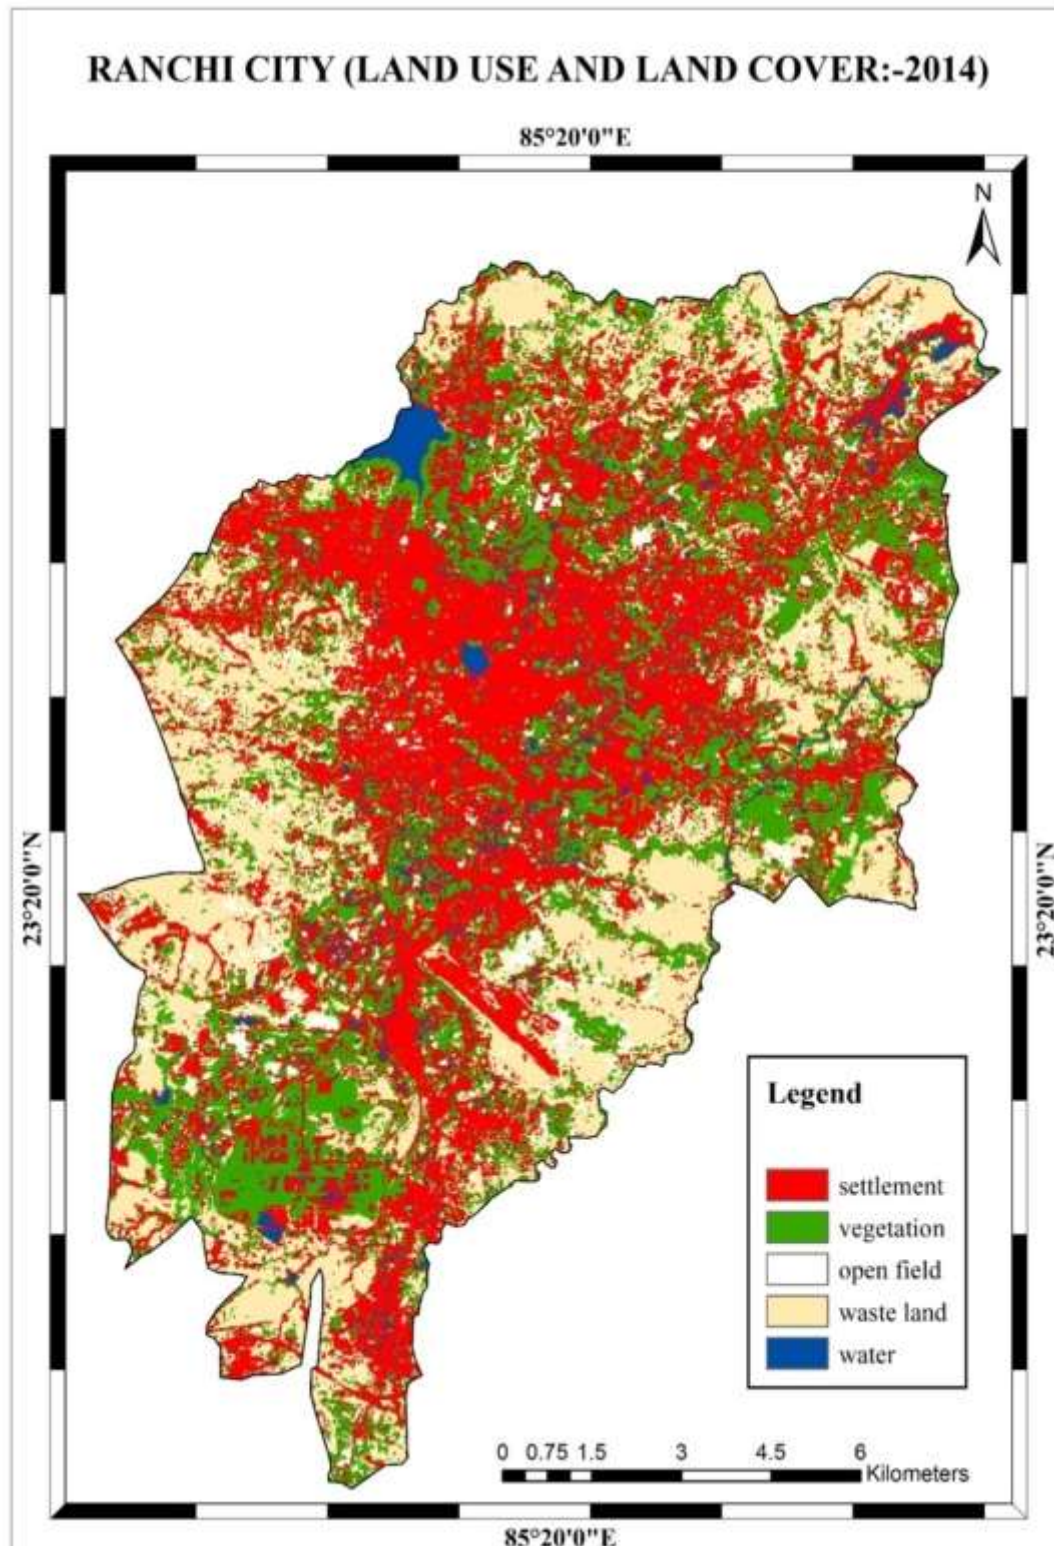 RANCHI CITY (LAND USE AND LAND COVER:-2014)
85°20'0"E
N
23°20'0"N
23°20'0"N
Legend
settlement
vegetation
open field
waste land
water
0 0.75 1.5 3 4.5 6
Kilometers
85°20'0"E